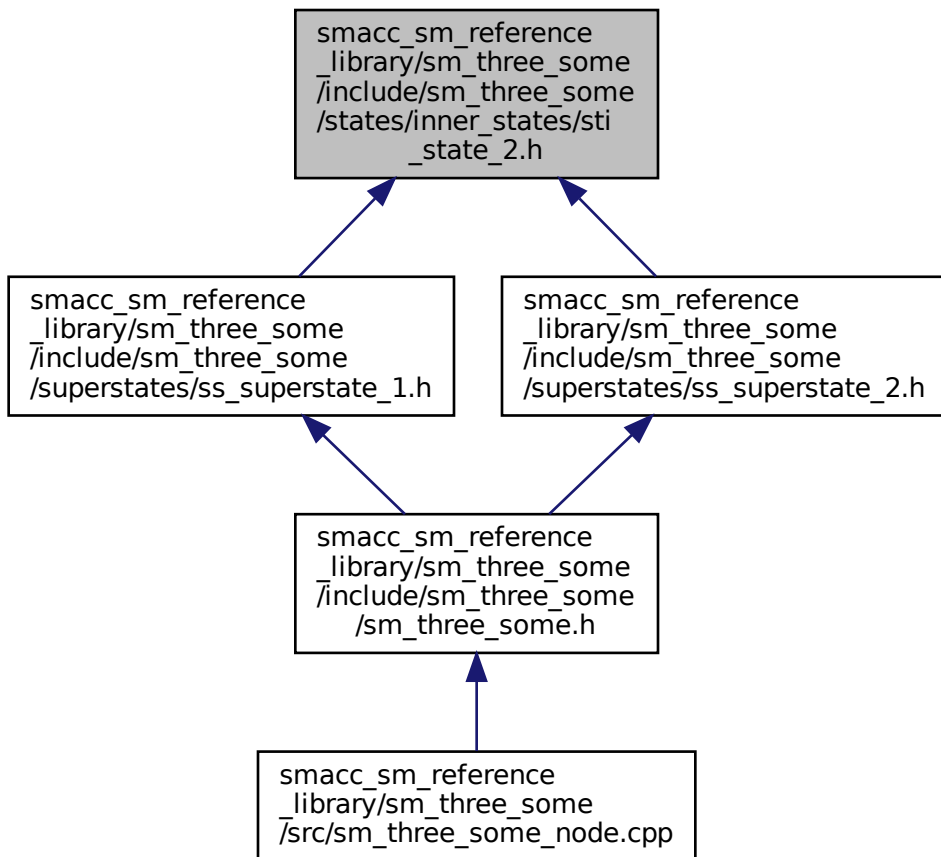 smacc_sm_reference
_library/sm_three_some
/include/sm_three_some
/states/inner_states/sti
_state_2.h
smacc_sm_reference
_library/sm_three_some
/include/sm_three_some
/superstates/ss_superstate_1.h
smacc_sm_reference
_library/sm_three_some
/include/sm_three_some
/superstates/ss_superstate_2.h
smacc_sm_reference
_library/sm_three_some
/include/sm_three_some
/sm_three_some.h
smacc_sm_reference
_library/sm_three_some
/src/sm_three_some_node.cpp